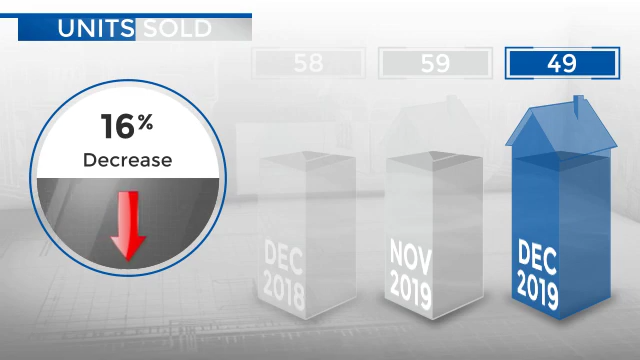 UNITS SOLD
58
59
49
16%
Decrease
DEC
2018
NOV
2019
DEC
2019